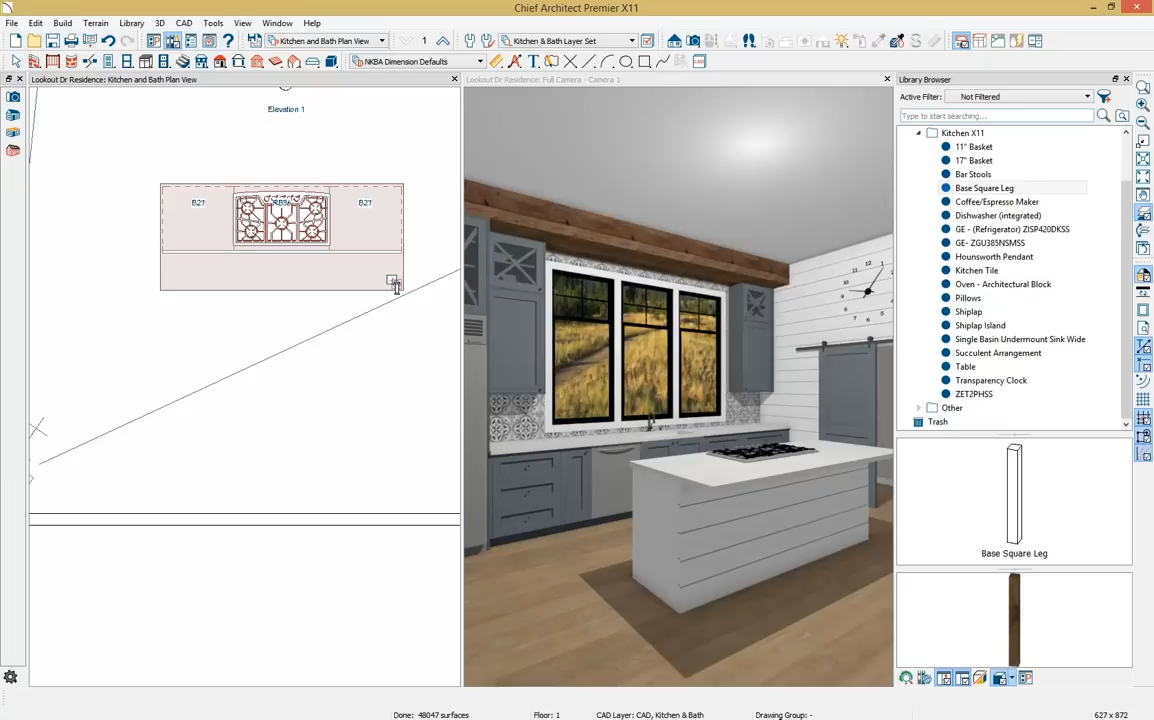 Chief Architect Premier X11
File Edit Build Terrain Library 3D CAD Tools View Window Help
Kitchen and Bath Plan View 1 Kitchen & Bath Layer Set
NKBA Dimension Defaults
Lookout Dr Residence: Kitchen and Bath Plan View
Lookout Dr Residence: Full Camera - Camera 1
Library Browser
Active Filter: Not Filtered
Type to start searching...
Elevation 1
B27 RB36 B27
Kitchen X11
11" Basket
17" Basket
Bar Stools
Base Square Leg
Coffee/Espresso Maker
Dishwasher (integrated)
GE - (Refrigerator) ZISP420DKSS
GE- ZGU385NSMSS
Hounsworth Pendant
Kitchen Tile
Oven - Architectural Block
Pillows
Shiplap
Shiplap Island
Single Basin Undermount Sink Wide
Succulent Arrangement
Table
Transparency Clock
ZET2PHSS
Other
Trash
Base Square Leg
Done: 48047 surfaces Floor: 1 CAD Layer: CAD, Kitchen & Bath Drawing Group: - 627 x 872